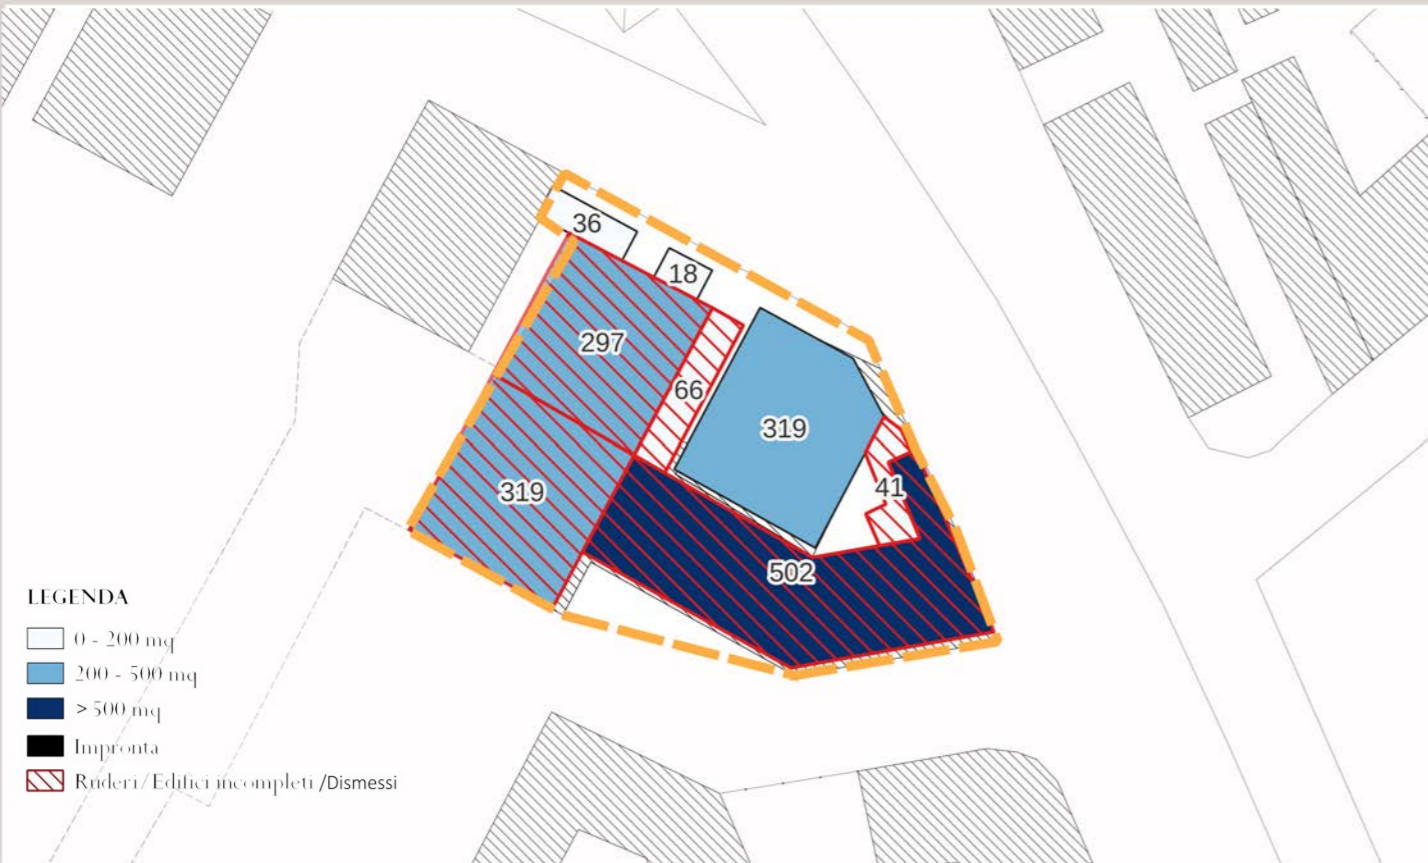 36
18
297
66
319
319
41
502
LEGENDA
0 - 200 mq
200 - 500 mq
> 500 mq
Impronta
Ruderi / Edifici incompleti /Dismessi